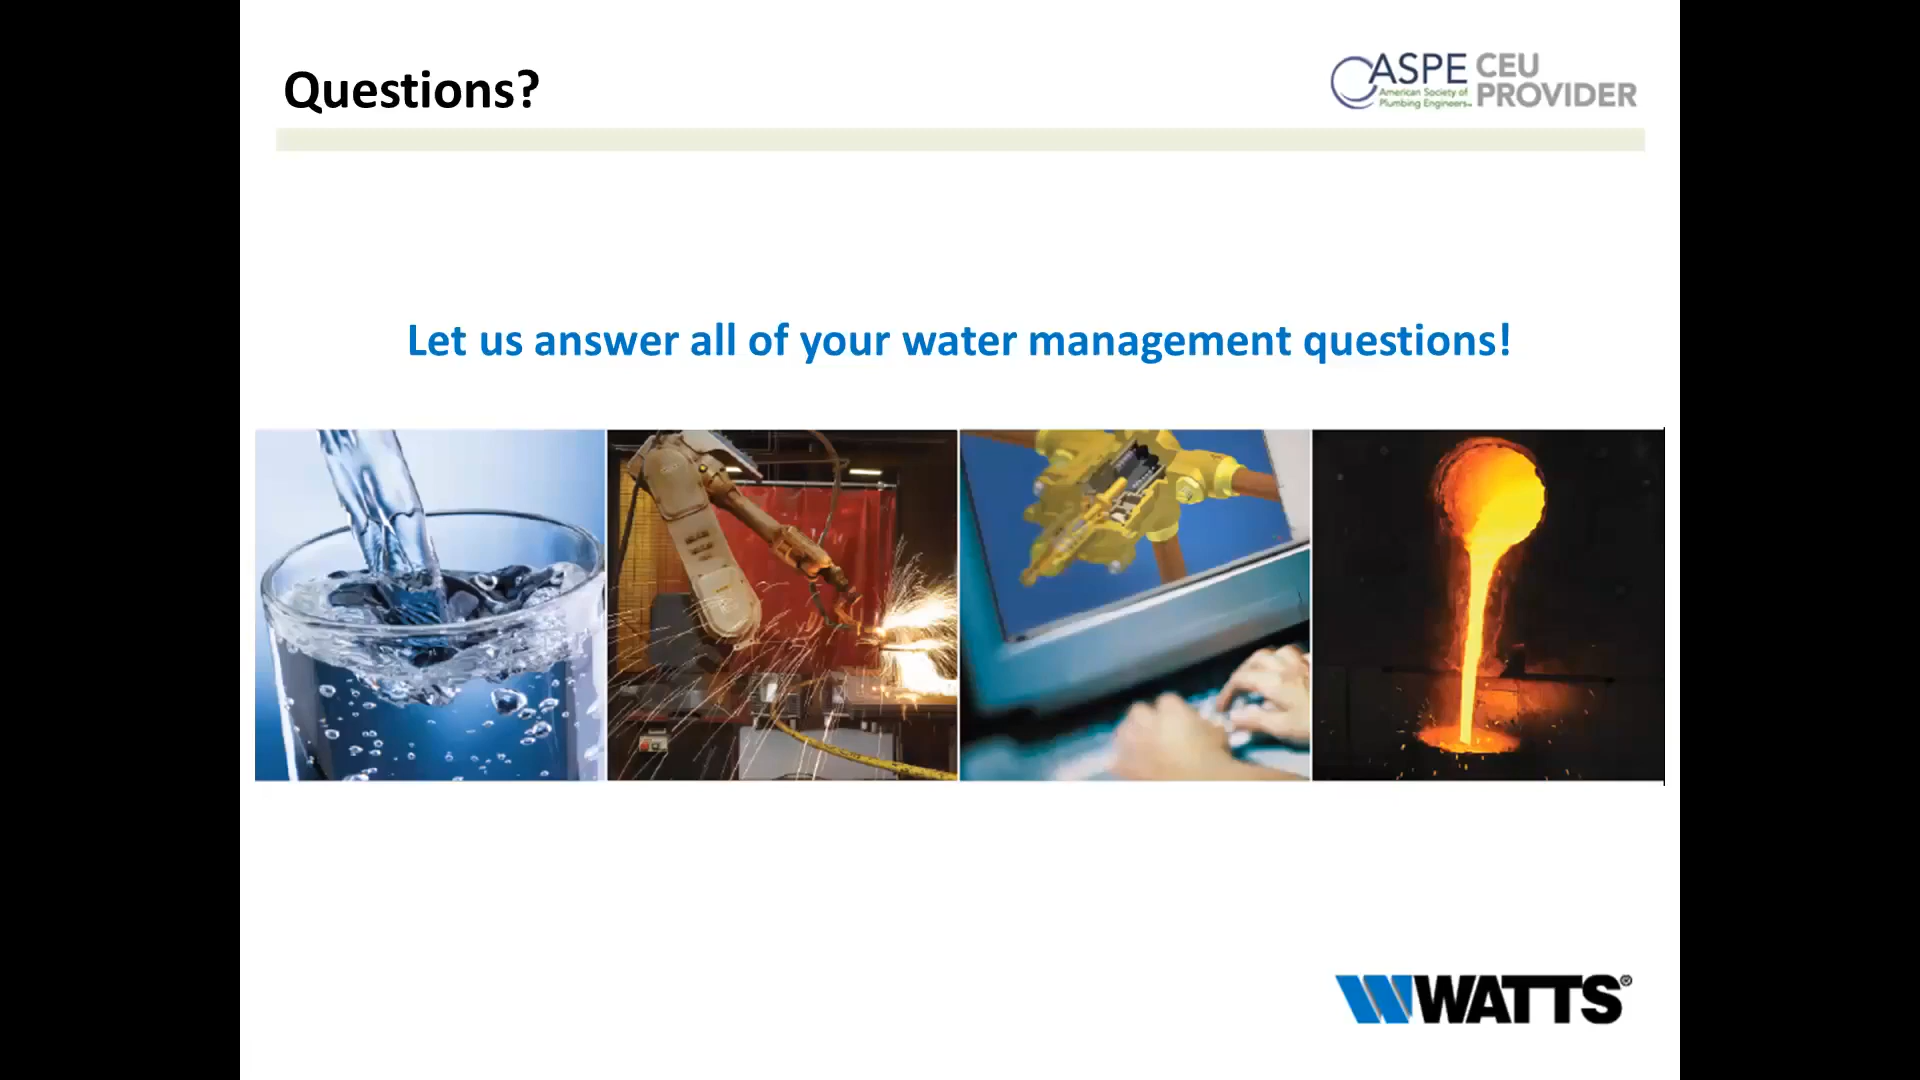 Questions?
ASPE CEU
American Society of
Plumbing Engineers
PROVIDER
Let us answer all of your water management questions!
WATTS®